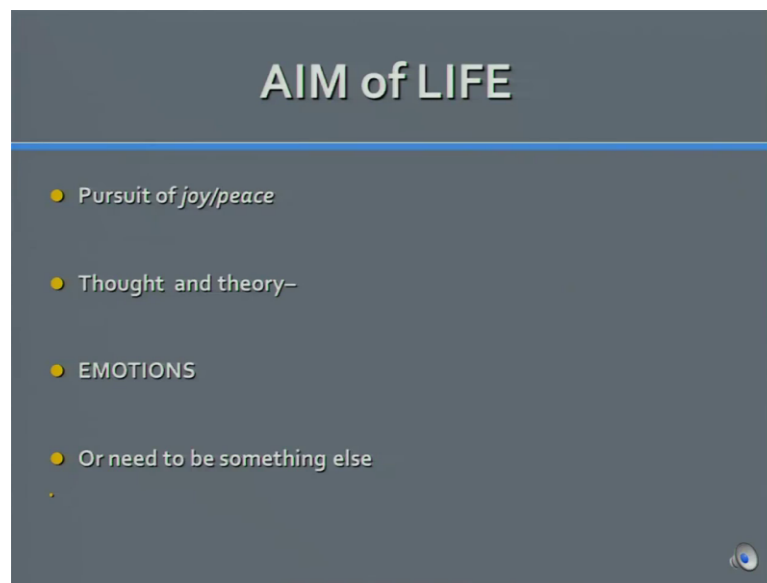 AIM of LIFE
Pursuit of joy/peace
Thought and theory–
EMOTIONS
Or need to be something else